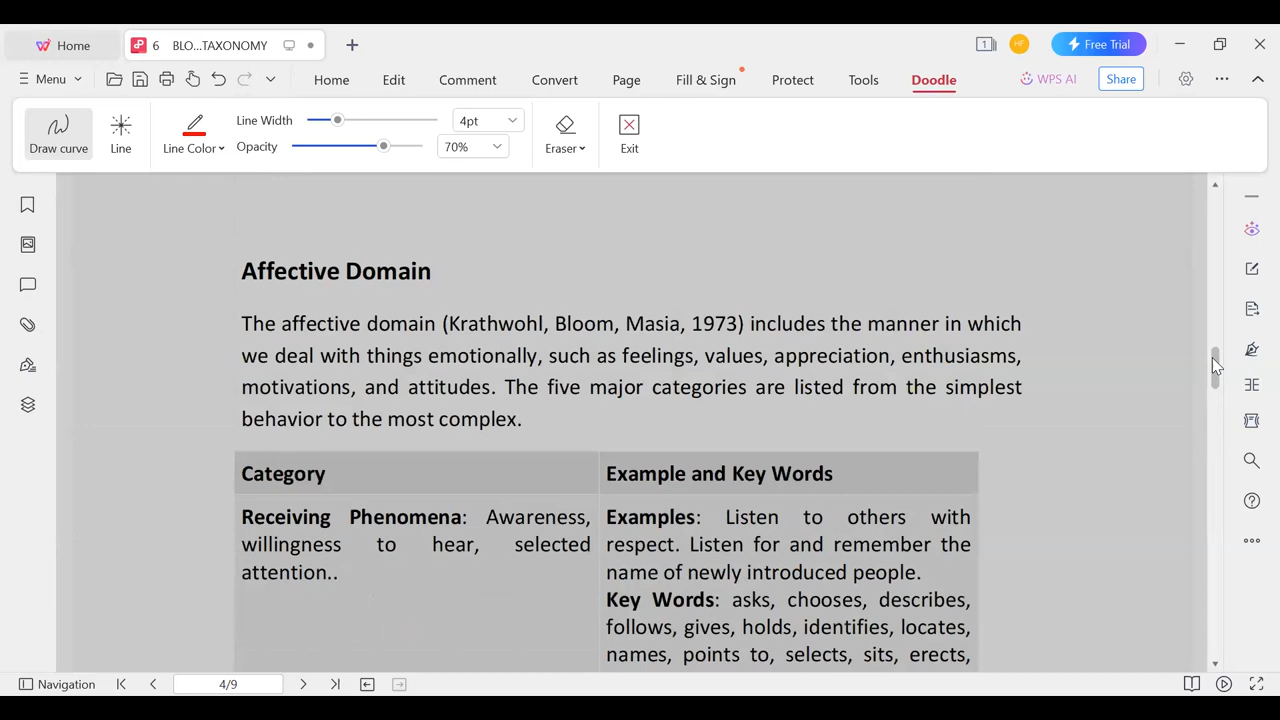 Home
6 BLO...TAXONOMY
1
HF
Free Trial
Menu
Home Edit Comment Convert Page Fill & Sign Protect Tools Doodle
WPS AI
Share
Draw curve
Line
Line Color
Line Width
4pt
Opacity
70%
Eraser
Exit
Affective Domain
The affective domain (Krathwohl, Bloom, Masia, 1973) includes the manner in which
we deal with things emotionally, such as feelings, values, appreciation, enthusiasms,
motivations, and attitudes. The five major categories are listed from the simplest
behavior to the most complex.
Category
Example and Key Words
Receiving Phenomena: Awareness,
willingness to hear, selected
attention..
Examples: Listen to others with
respect. Listen for and remember the
name of newly introduced people.
Key Words: asks, chooses, describes,
follows, gives, holds, identifies, locates,
names, points to, selects, sits, erects,
Navigation
4/9